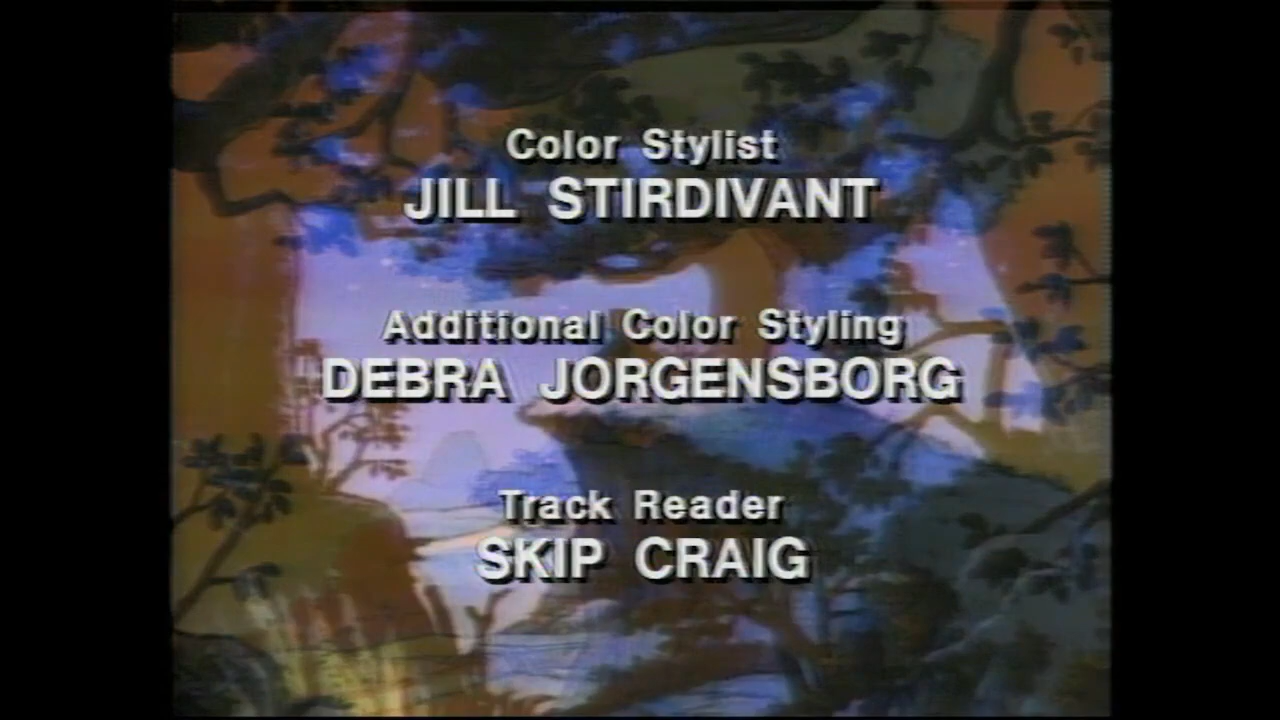 Color Stylist
JILL STIRDIVANT
Additional Color Styling
DEBRA JORGENSBORG
Track Reader
SKIP CRAIG